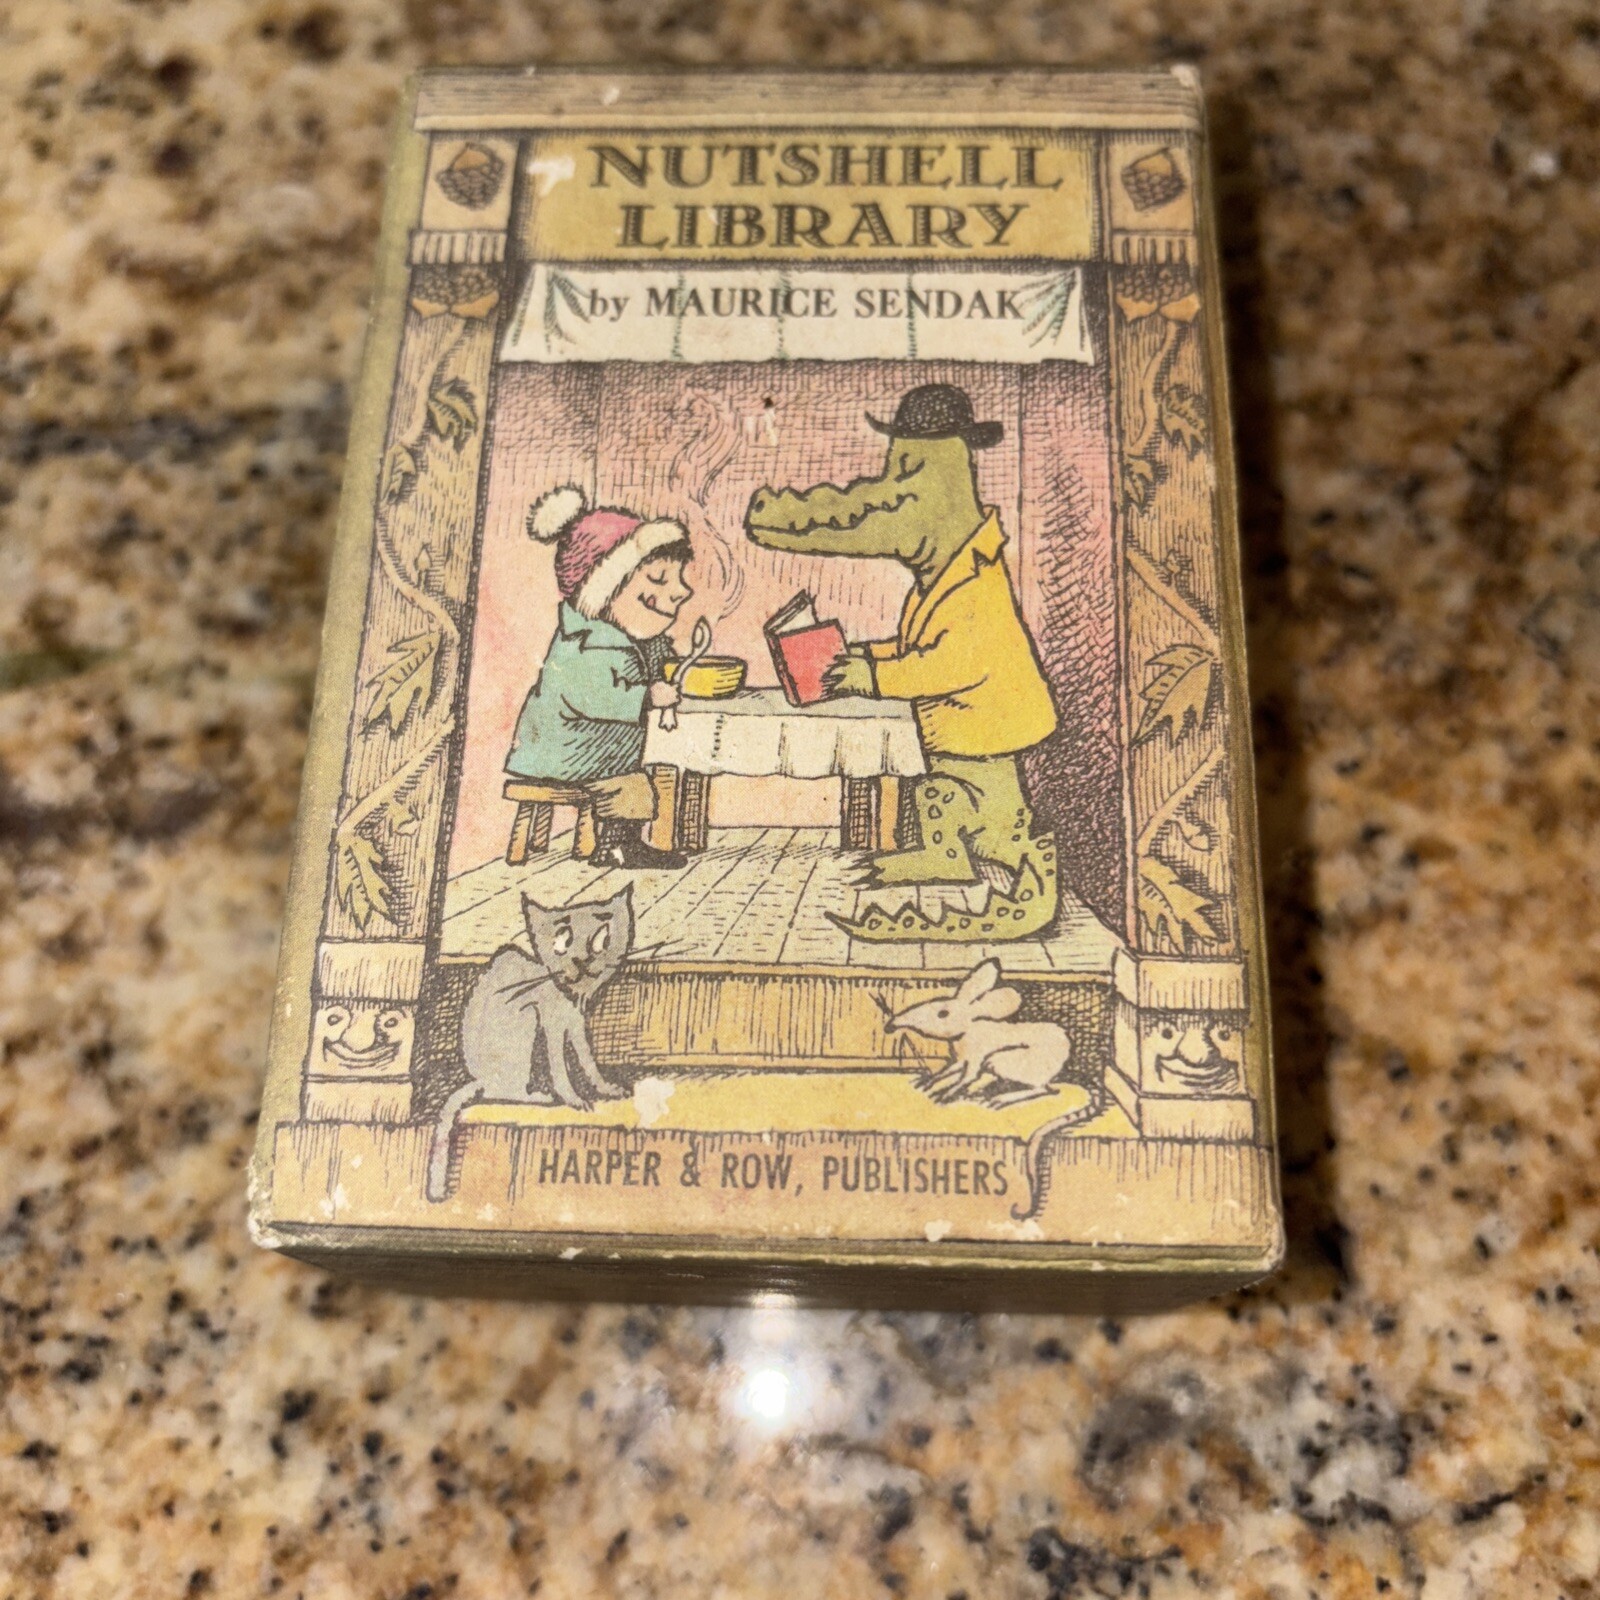 NUTSHELL
LIBRARY
by MAURICE SENDAK
HARPER & ROW, PUBLISHERS